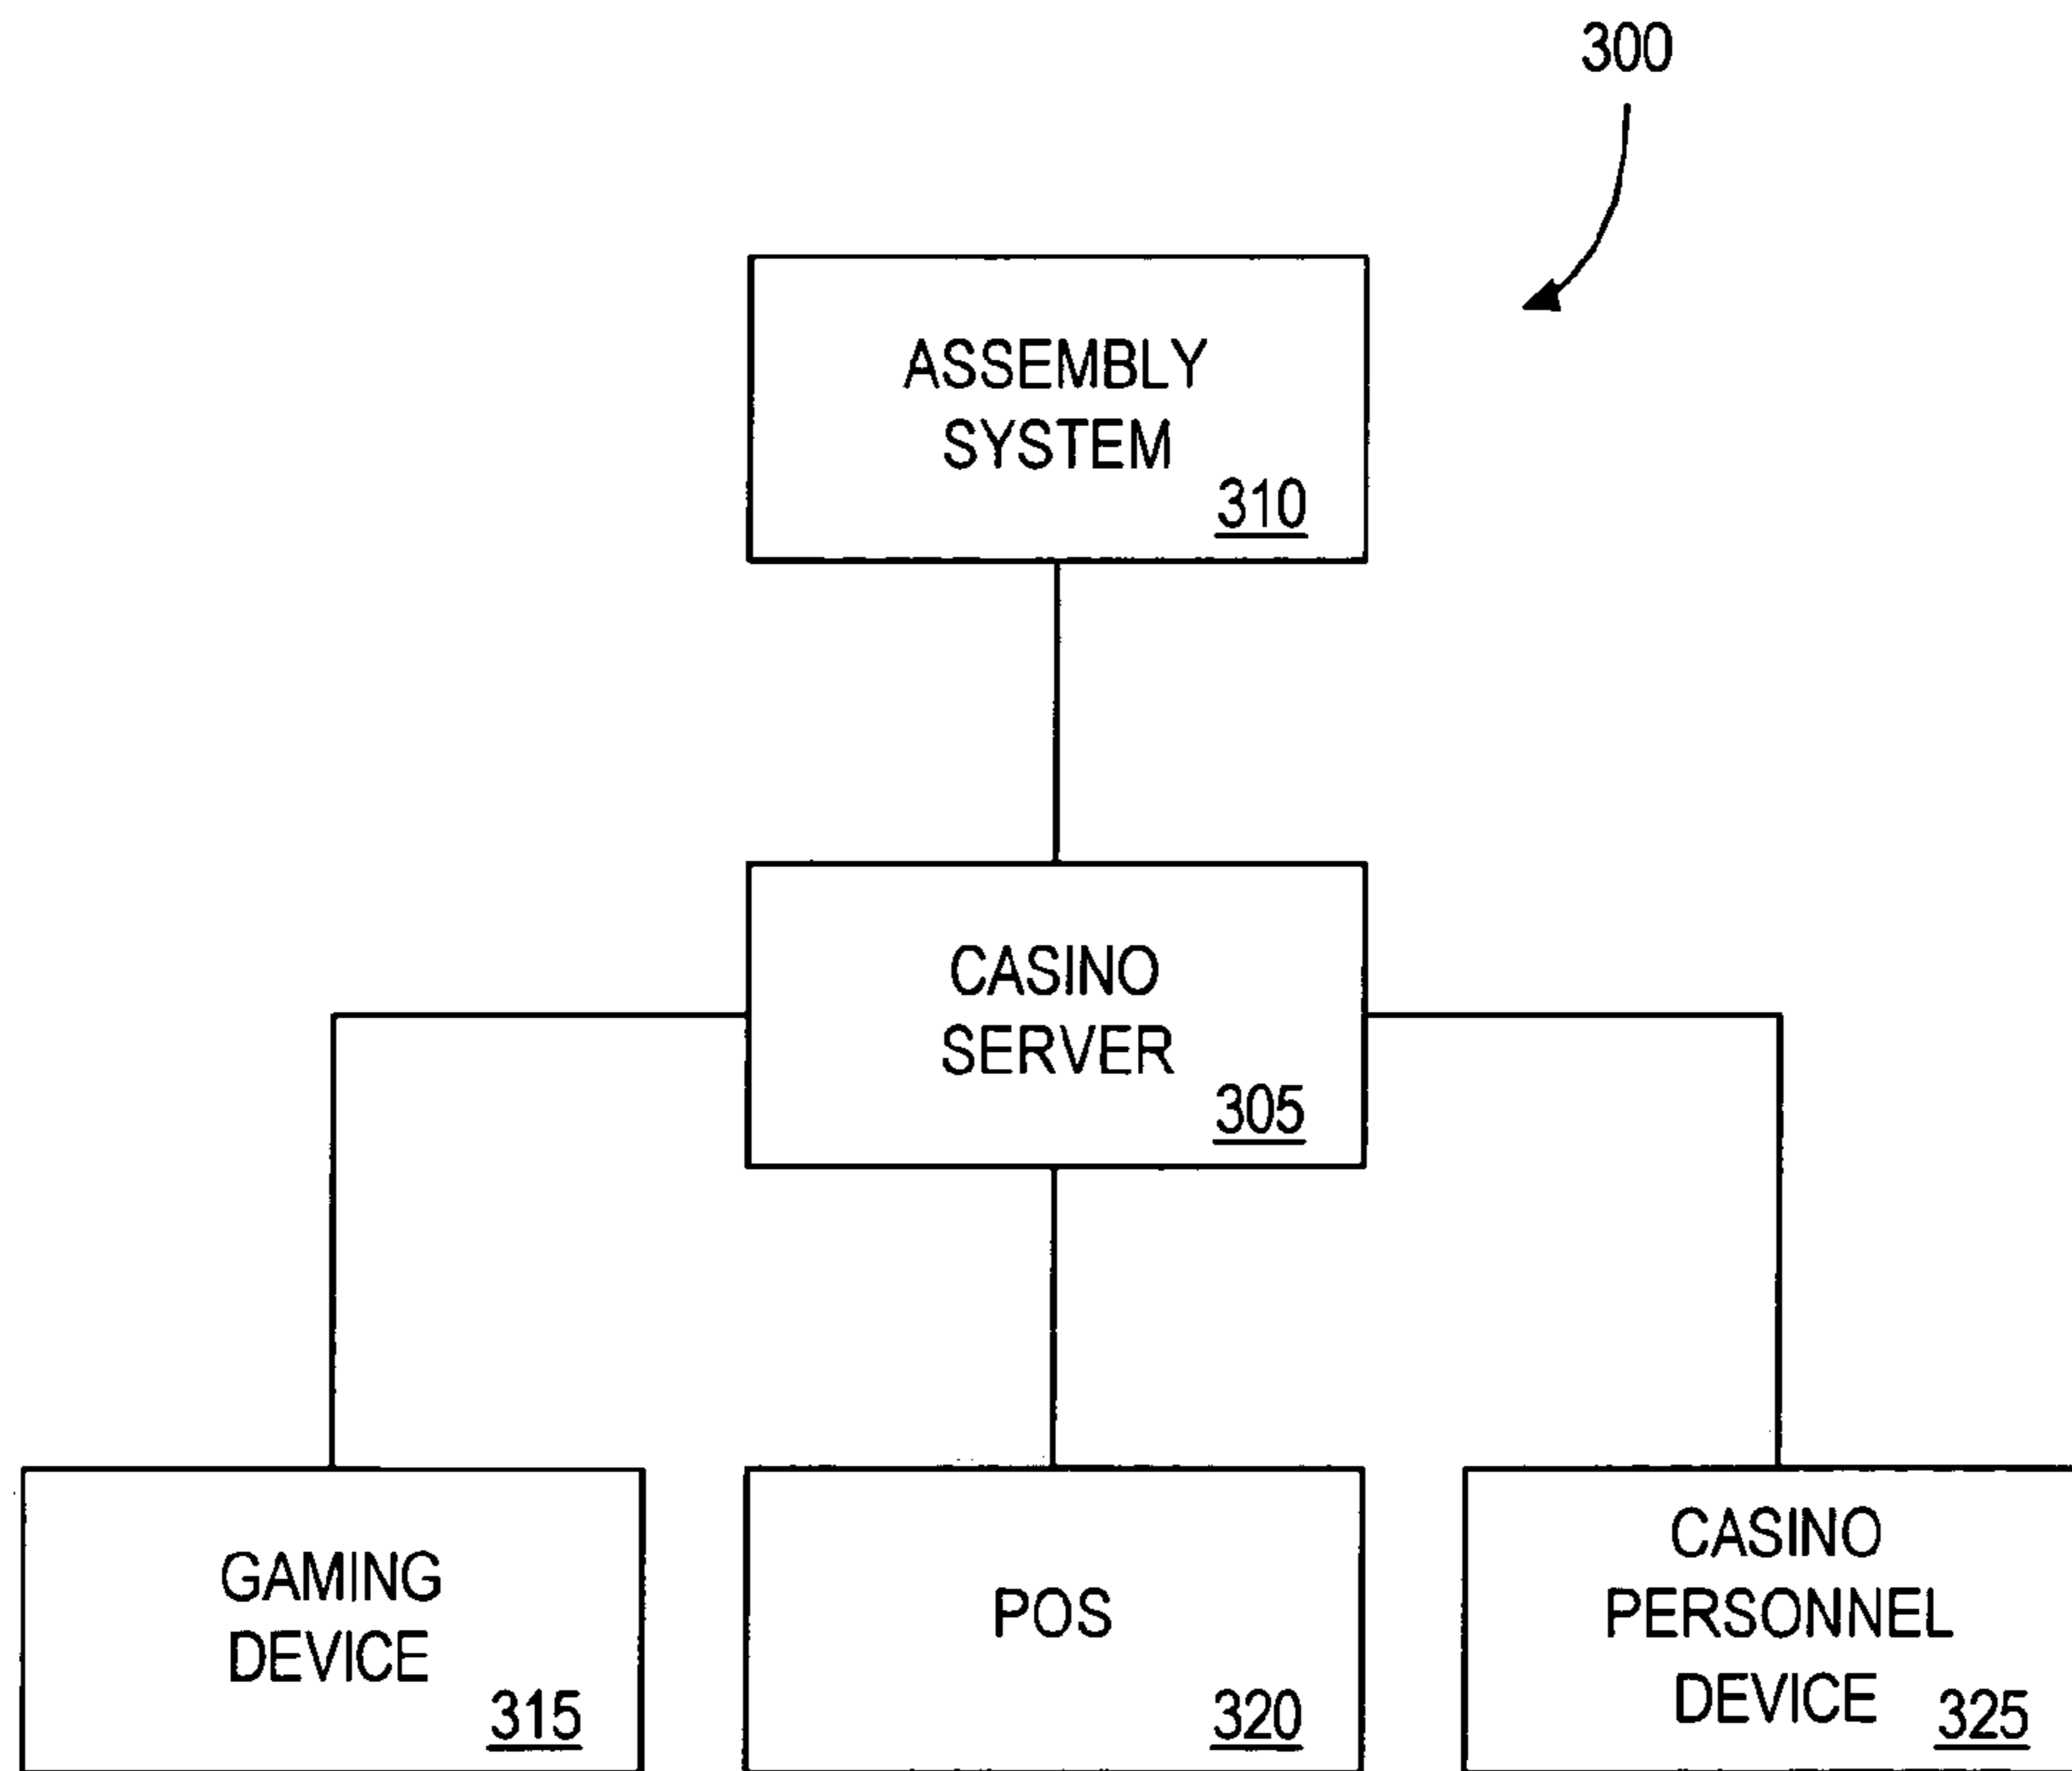 300
ASSEMBLY
SYSTEM
310
CASINO
SERVER
305
GAMING
DEVICE
315
POS
320
CASINO
PERSONNEL
DEVICE
325